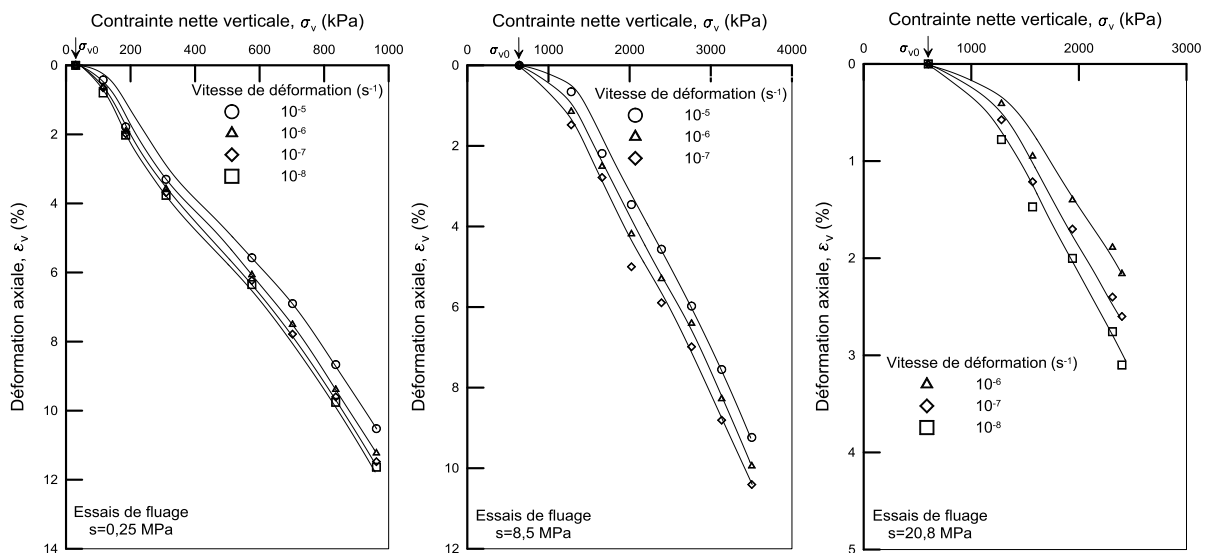 Contrainte nette verticale, σv (kPa)
0 σv0 200 400 600 800 1000
0
2
4
6
8
10
12
14
Déformation axiale, εv (%)
Vitesse de déformation (s-1)
10-5
10-6
10-7
10-8
Essais de fluage
s=0,25 MPa
Contrainte nette verticale, σv (kPa)
0 σv0 1000 2000 3000 4000
0
2
4
6
8
10
12
Déformation axiale, εv (%)
Vitesse de déformation (s-1)
10-5
10-6
10-7
Essais de fluage
s=8,5 MPa
Contrainte nette verticale, σv (kPa)
0 σv0 1000 2000 3000
0
1
2
3
4
5
Déformation axiale, εv (%)
Vitesse de déformation (s-1)
10-6
10-7
10-8
Essais de fluage
s=20,8 MPa